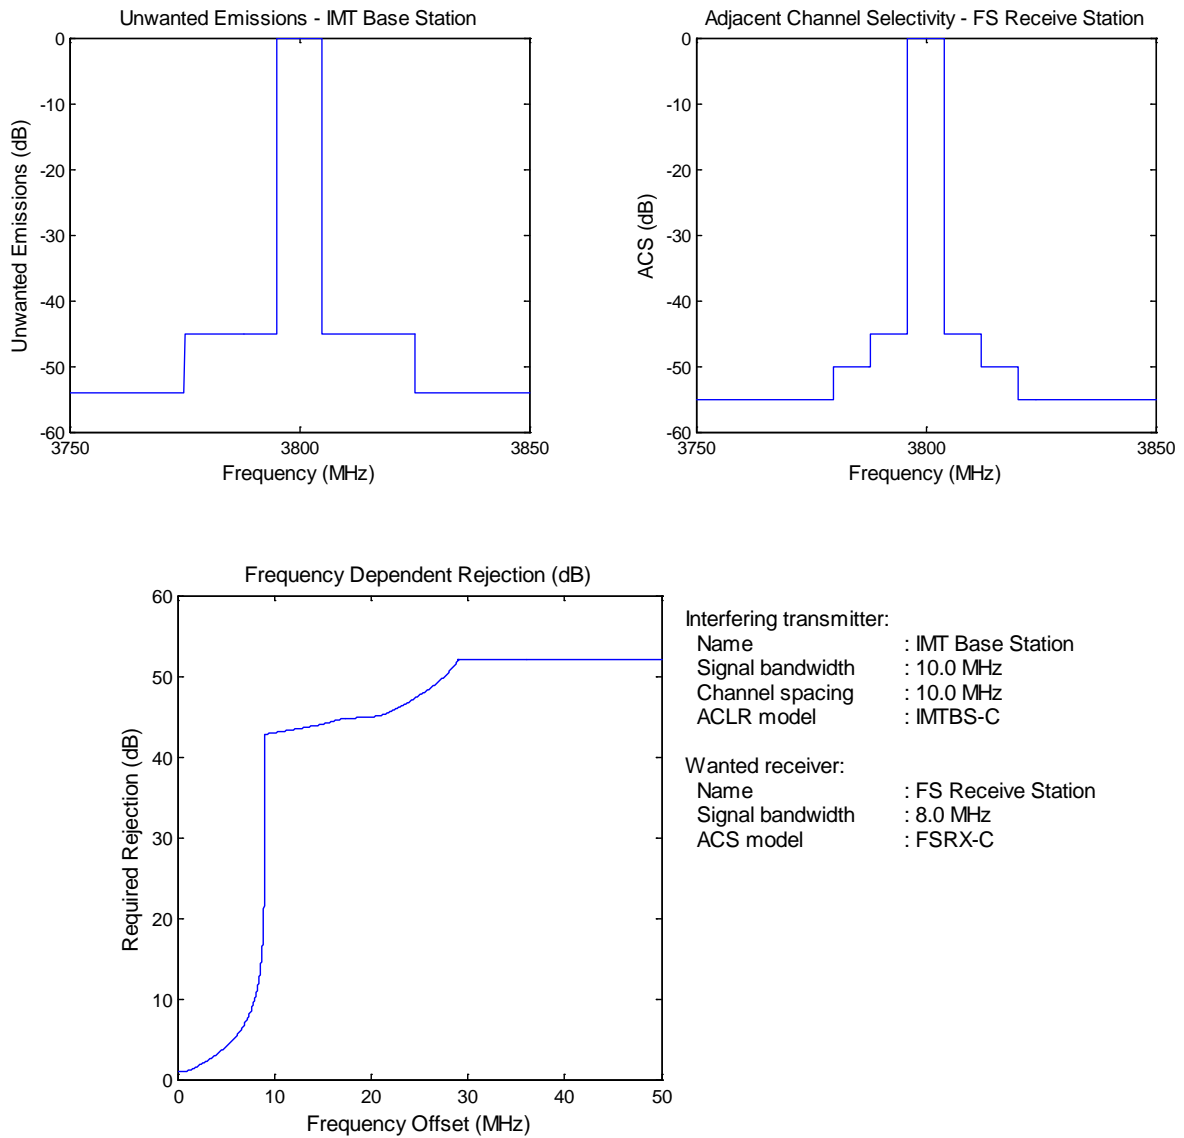 Unwanted Emissions - IMT Base Station
0
-10
-20
-30
-40
-50
-60
Unwanted Emissions (dB)
3750
3800
3850
Frequency (MHz)
Adjacent Channel Selectivity - FS Receive Station
0
-10
-20
-30
-40
-50
-60
ACS (dB)
3750
3800
3850
Frequency (MHz)
Frequency Dependent Rejection (dB)
60
50
40
30
20
10
0
Required Rejection (dB)
0
10
20
30
40
50
Frequency Offset (MHz)
Interfering transmitter:
Name : IMT Base Station
Signal bandwidth : 10.0 MHz
Channel spacing : 10.0 MHz
ACLR model : IMTBS-C
Wanted receiver:
Name : FS Receive Station
Signal bandwidth : 8.0 MHz
ACS model : FSRX-C